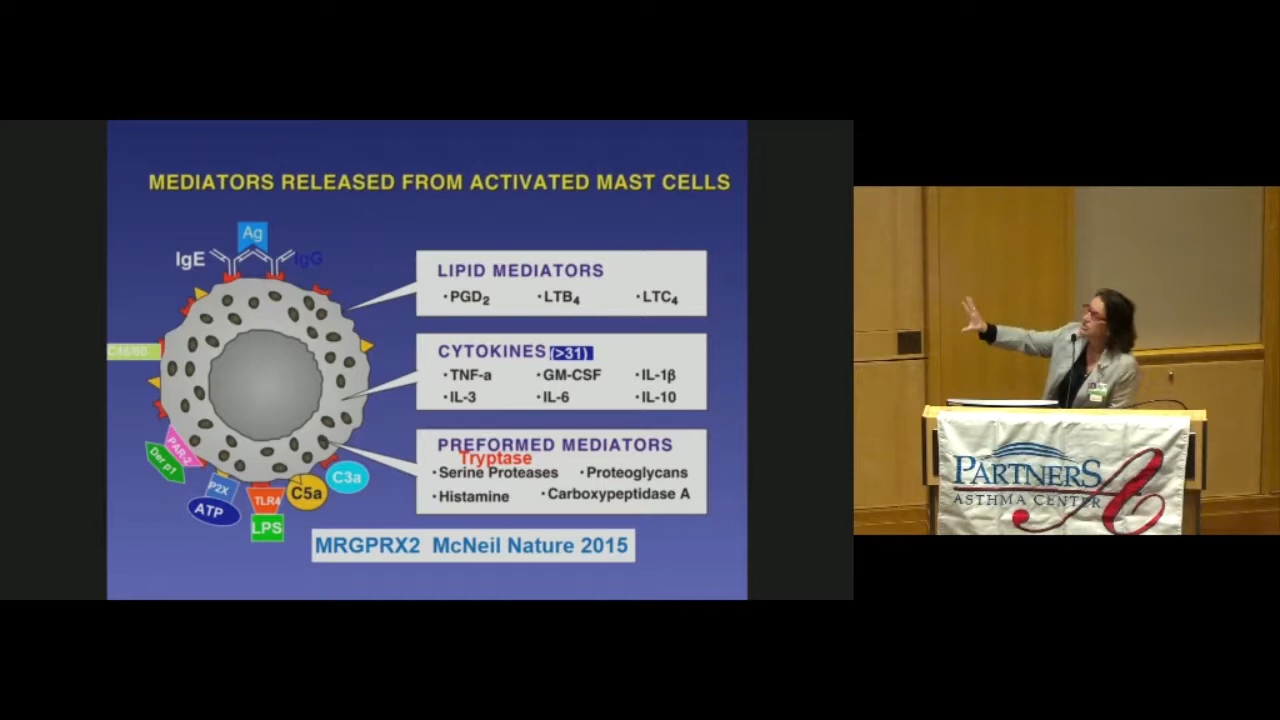 MEDIATORS RELEASED FROM ACTIVATED MAST CELLS
Ag
IgE
IgG
LIPID MEDIATORS
·PGD2 ·LTB4 ·LTC4
C48/80
CYTOKINES (>31)
·TNF-a ·GM-CSF ·IL-1β
·IL-3 ·IL-6 ·IL-10
PREFORMED MEDIATORS
Tryptase
·Serine Proteases ·Proteoglycans
·Histamine ·Carboxypeptidase A
PAR-2
Der p1
P2X
ATP
TLR4
LPS
C5a
C3a
MRGPRX2 McNeil Nature 2015
PARTNERS
ASTHMA CENTER